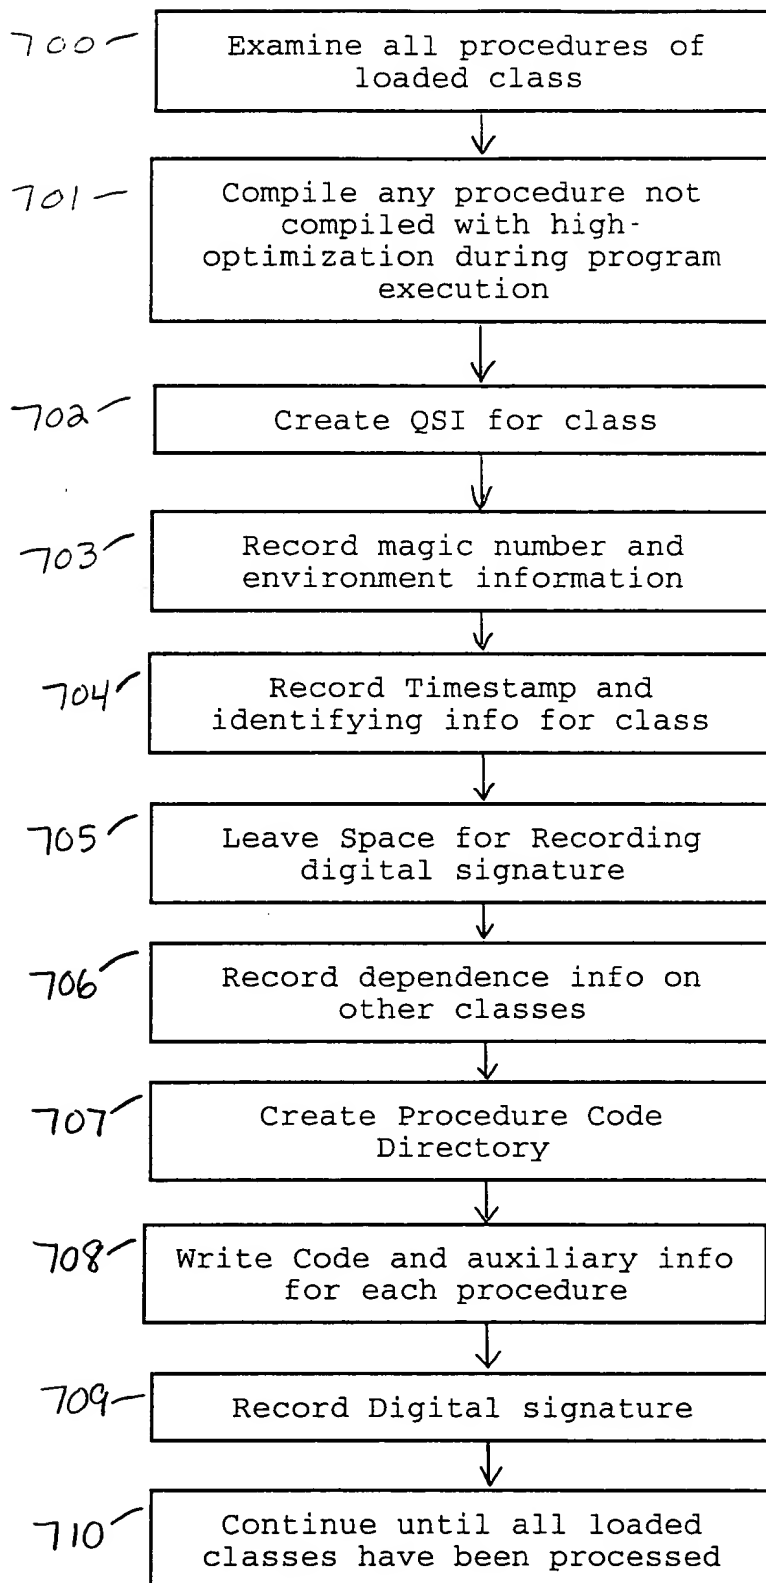 700
Examine all procedures of
loaded class
701
Compile any procedure not
compiled with high-
optimization during program
execution
702
Create QSI for class
703
Record magic number and
environment information
704
Record Timestamp and
identifying info for class
705
Leave Space for Recording
digital signature
706
Record dependence info on
other classes
707
Create Procedure Code
Directory
708
Write Code and auxiliary info
for each procedure
709
Record Digital signature
710
Continue until all loaded
classes have been processed